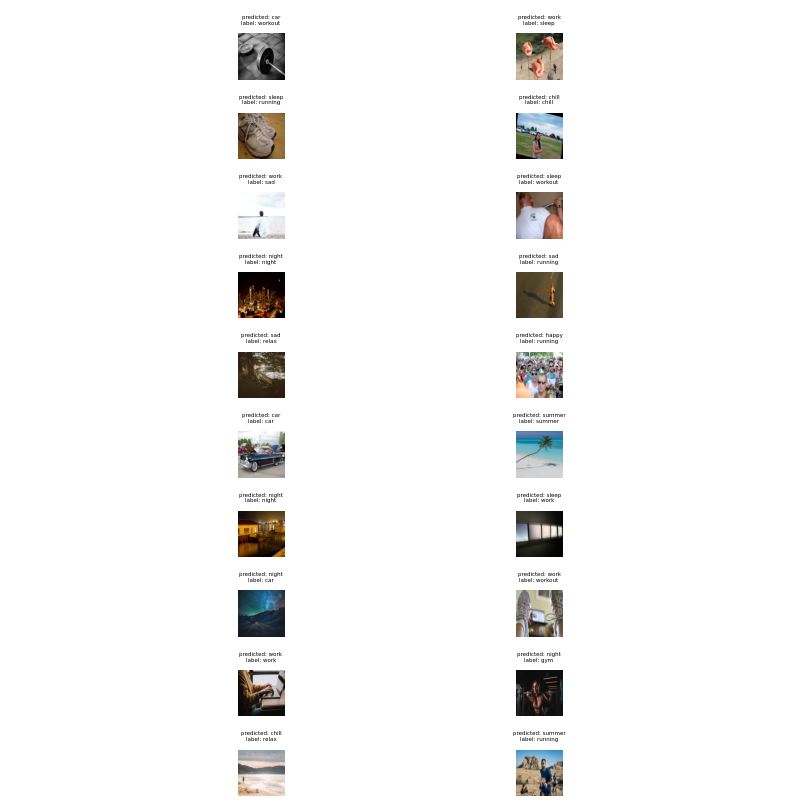 predicted: car
label: workout
predicted: work
label: sleep
predicted: sleep
label: running
predicted: chill
label: chill
predicted: work
label: sad
predicted: sleep
label: workout
predicted: night
label: night
predicted: sad
label: running
predicted: sad
label: relax
predicted: happy
label: running
predicted: car
label: car
predicted: summer
label: summer
predicted: night
label: night
predicted: sleep
label: work
predicted: night
label: car
predicted: work
label: workout
predicted: work
label: work
predicted: night
label: gym
predicted: chill
label: relax
predicted: summer
label: running